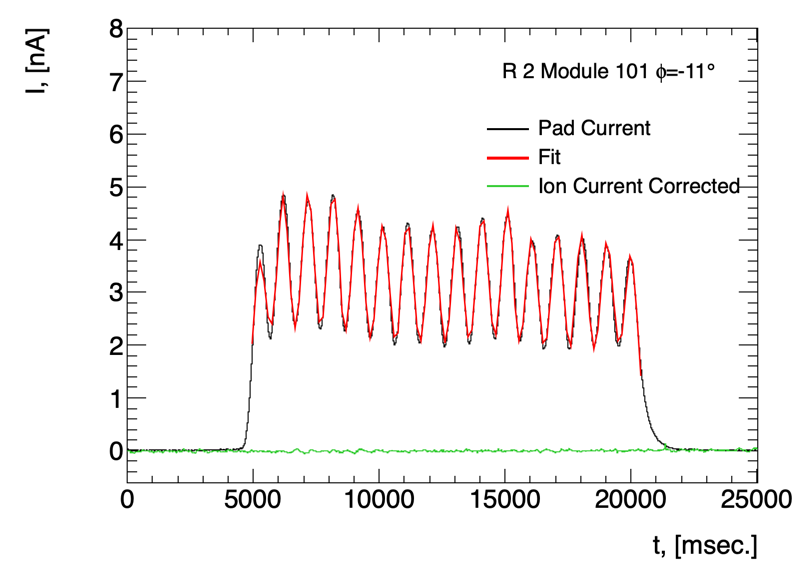 I, [nA]
R 2 Module 101 ϕ=-11°
Pad Current
Fit
Ion Current Corrected
8
7
6
5
4
3
2
1
0
0 5000 10000 15000 20000 25000
t, [msec.]